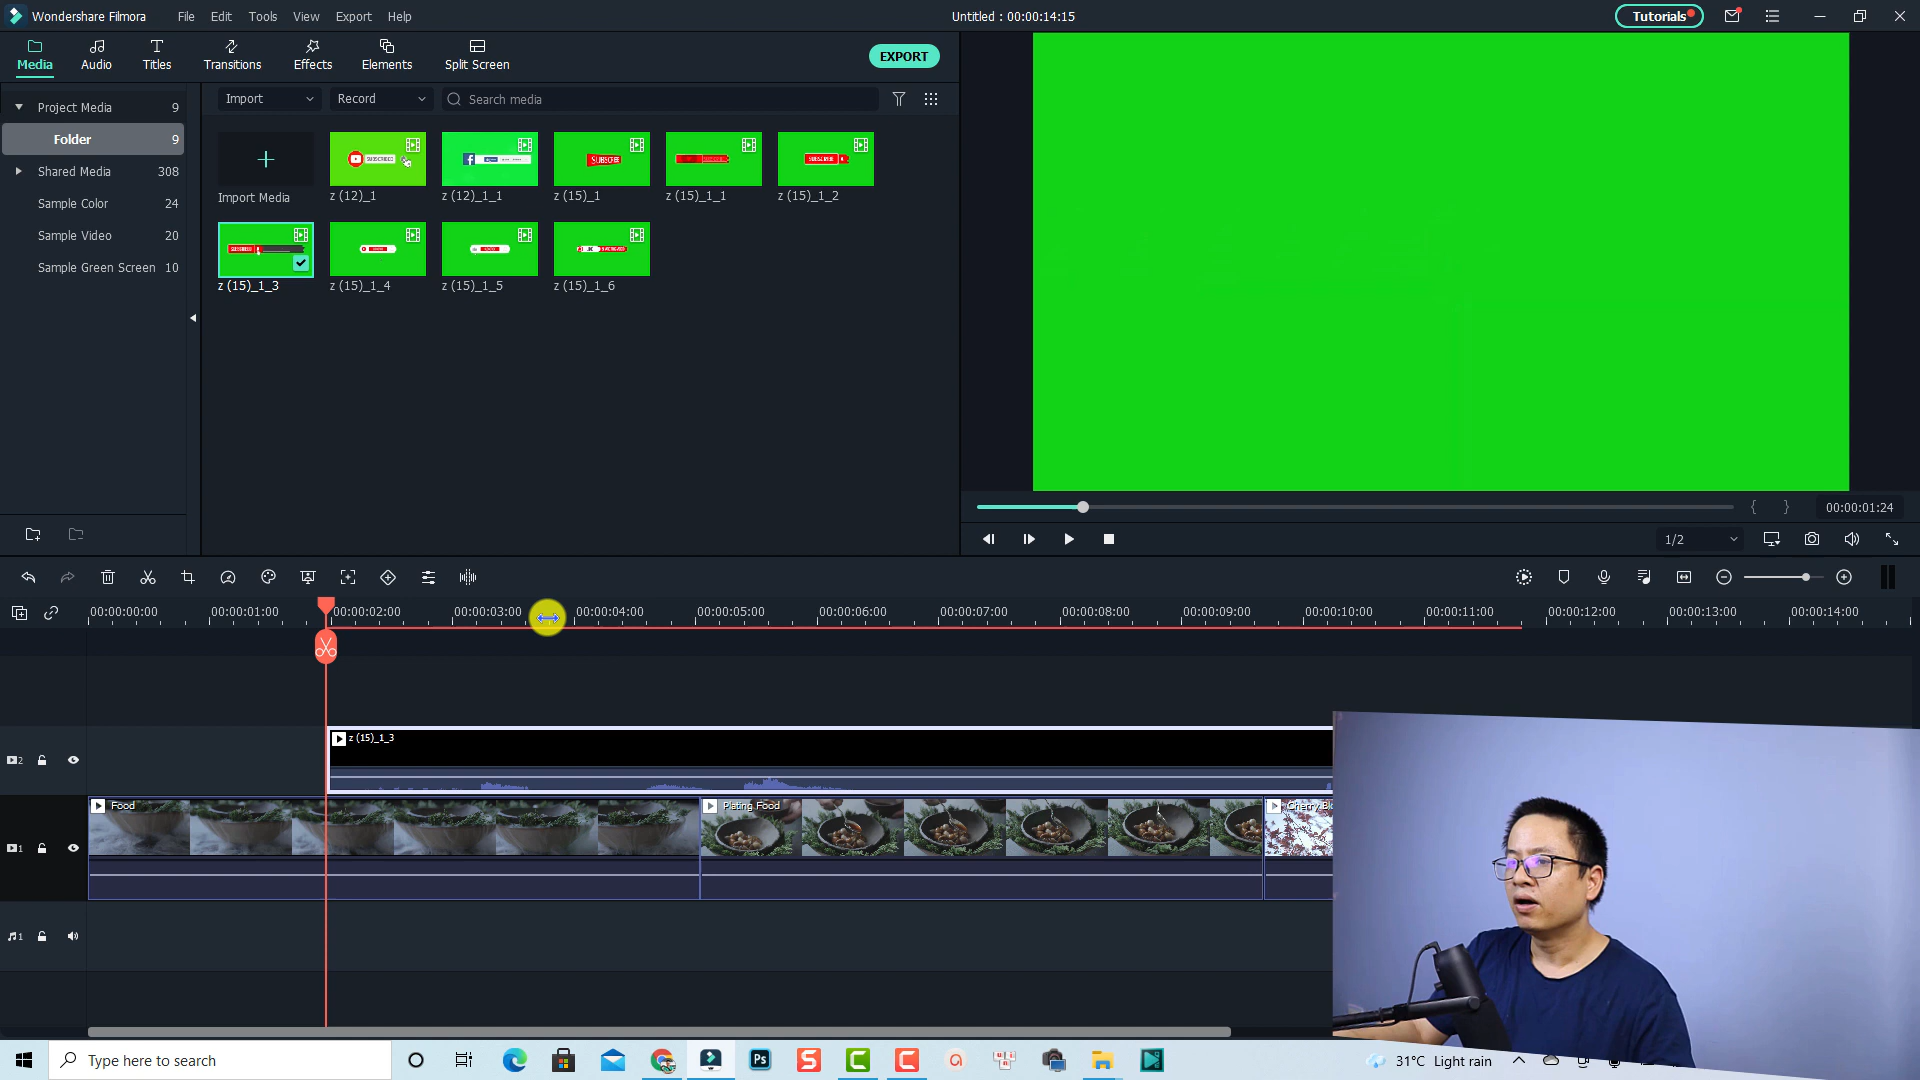 Wondershare Filmora File Edit Tools View Export Help Untitled : 00:00:14:15 Tutorials
Media Audio Titles Transitions Effects Elements Split Screen EXPORT
Project Media 9
Folder 9
Shared Media 308
Sample Color 24
Sample Video 20
Sample Green Screen 10
Import Record Search media
Import Media z (12)_1 z (12)_1_1 z (15)_1 z (15)_1_1 z (15)_1_2
z (15)_1_3 z (15)_1_4 z (15)_1_5 z (15)_1_6
{ } 00:00:01:24
1/2
00:00:00:00 00:00:01:00 00:00:02:00 00:00:03:00 00:00:04:00 00:00:05:00 00:00:06:00 00:00:07:00 00:00:08:00 00:00:09:00 00:00:10:00 00:00:11:00 00:00:12:00 00:00:13:00 00:00:14:00
z (15)_1_3
2
Food Plating Food
1
1
Type here to search 31°C Light rain